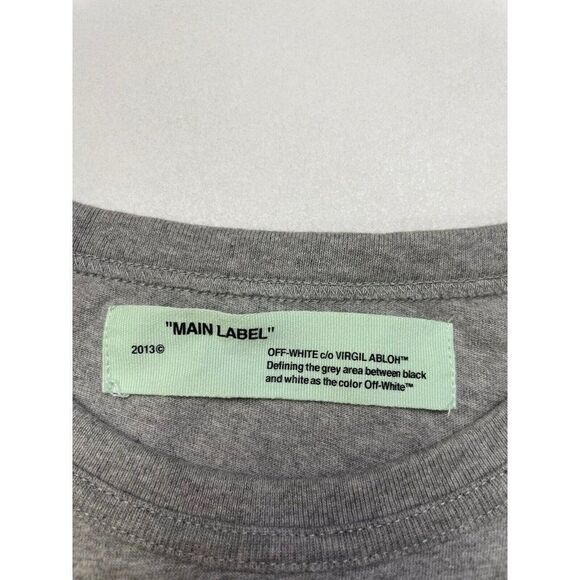 "MAIN LABEL"
2013©
OFF-WHITE c/o VIRGIL ABLOH™
Defining the grey area between black
and white as the color Off-White™